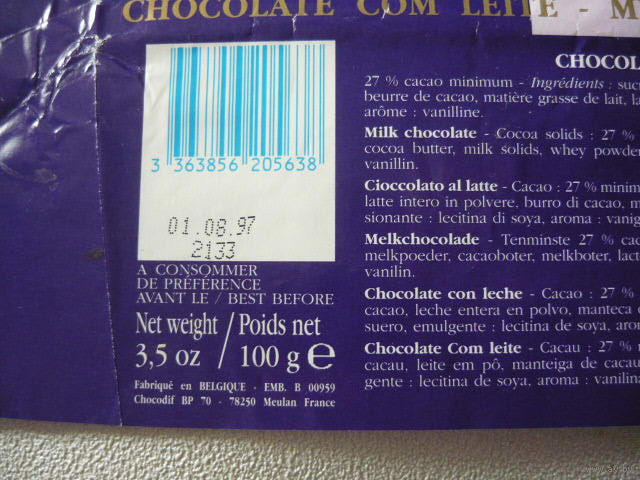 CHOCOLATE COM LEITE - M
CHOCOL
27 % cacao minimum - Ingrédients : suc
beurre de cacao, matière grasse de lait, la
arôme : vanilline.
Milk chocolate - Cocoa solids : 27 %
cocoa butter, milk solids, whey powde
vanillin.
Cioccolato al latte - Cacao : 27 % minim
latte intero in polvere, burro di cacao, m
sionante : lecitina di soya, aroma : vanig
Melkchocolade - Tenminste 27 % cac
melkpoeder, cacaoboter, melkboter, lact
vanilin.
Chocolate con leche - Cacao : 27 %
cacao, leche entera en polvo, manteca d
suero, emulgente : lecitina de soya, aron
Chocolate Com leite - Cacau : 27 % m
cacau, leite em pô, manteiga de cacau
gente : lecitina de soya, aroma : vanilina
3 363856 205638
01.08.97
2133
A CONSOMMER
DE PRÉFÉRENCE
AVANT LE / BEST BEFORE
Net weight / Poids net
3,5 oz / 100 g e
Fabriqué en BELGIQUE - EMB. B 00959
Chocodif BP 70 - 78250 Meulan France